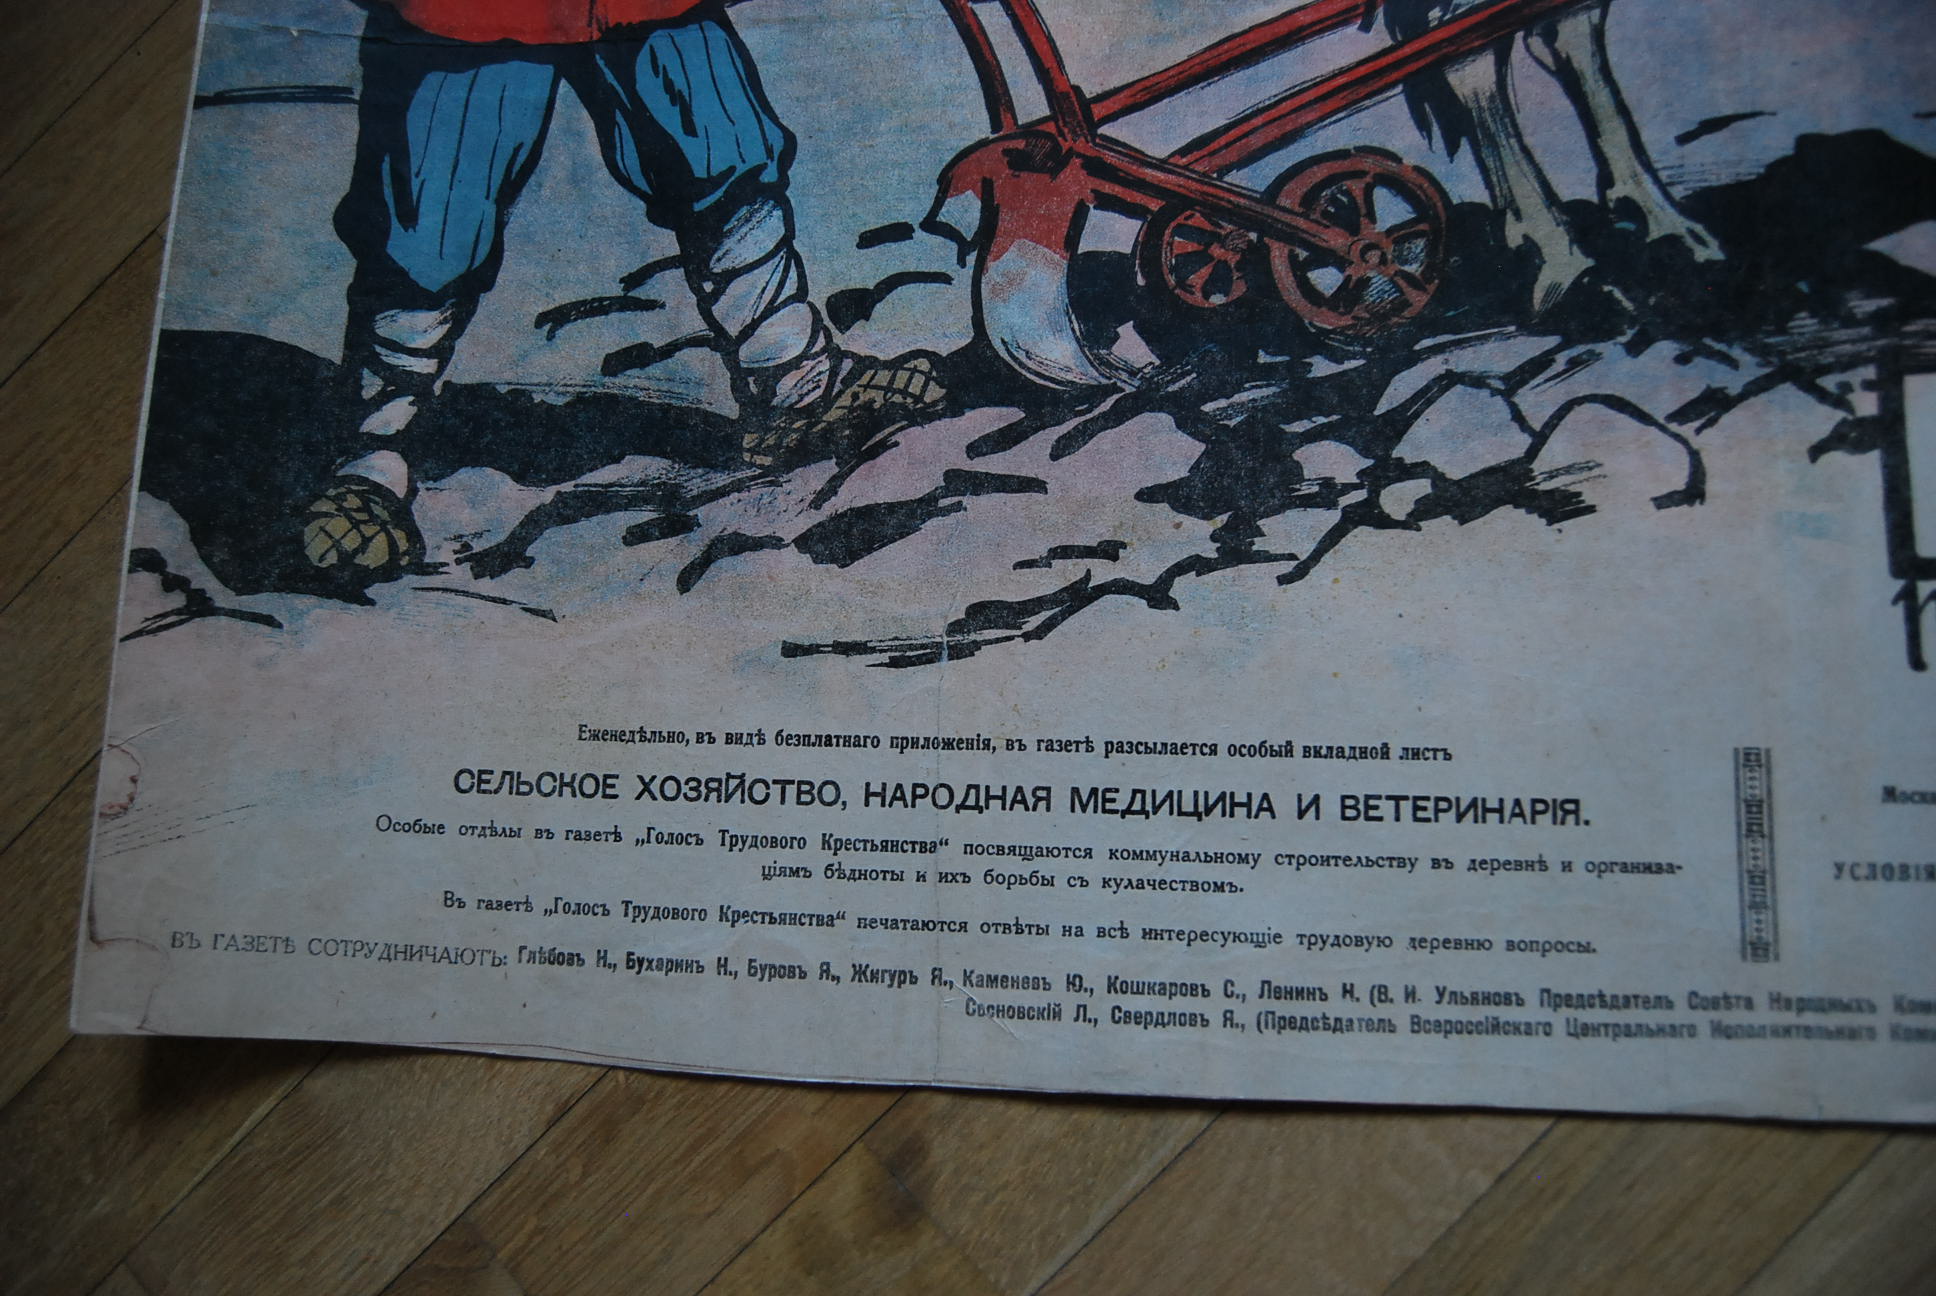 Еженедѣльно, въ видѣ безплатнаго приложенія, въ газетѣ разсылается особый вкладной листъ
СЕЛЬСКОЕ ХОЗЯЙСТВО, НАРОДНАЯ МЕДИЦИНА И ВЕТЕРИНАРІЯ.
Особые отдѣлы въ газетѣ „Голосъ Трудового Крестьянства“ посвящаются коммунальному строительству въ деревнѣ и организа-
ціямъ бѣдноты и ихъ борьбы съ кулачествомъ.
Въ газетѣ „Голосъ Трудового Крестьянства“ печатаются отвѣты на всѣ интересующіе трудовую деревню вопросы.
ВЪ ГАЗЕТѢ СОТРУДНИЧАЮТЪ: Глѣбовъ Н., Бухаринъ Н., Буровъ Я., Жигуръ Я., Каменевъ Ю., Кошкаровъ С., Ленинъ Н. (В. И. Ульяновъ Предсѣдатель Совѣта Народныхъ Ком
Сосновскій Л., Свердловъ Я., (Предсѣдатель Всероссійскаго Центральнаго Исполнительнаго Коми
Москв
УСЛОВІЯ